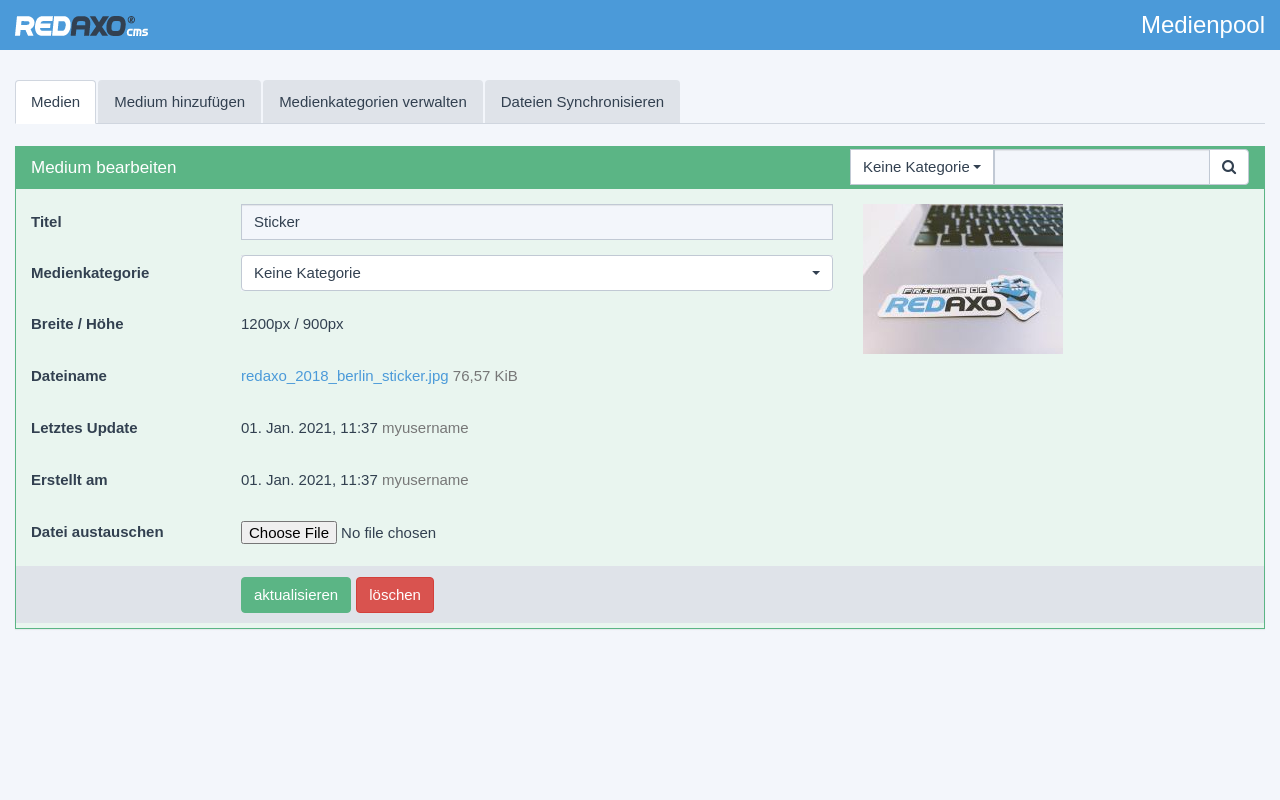 REDAXO® cms
Medienpool
Medien
Medium hinzufügen
Medienkategorien verwalten
Dateien Synchronisieren
Medium bearbeiten
Keine Kategorie
Titel
Sticker
Medienkategorie
Keine Kategorie
Breite / Höhe
1200px / 900px
FRIENDS OF
REDAXO
Dateiname
redaxo_2018_berlin_sticker.jpg 76,57 KiB
Letztes Update
01. Jan. 2021, 11:37 myusername
Erstellt am
01. Jan. 2021, 11:37 myusername
Datei austauschen
Choose File No file chosen
aktualisieren
löschen